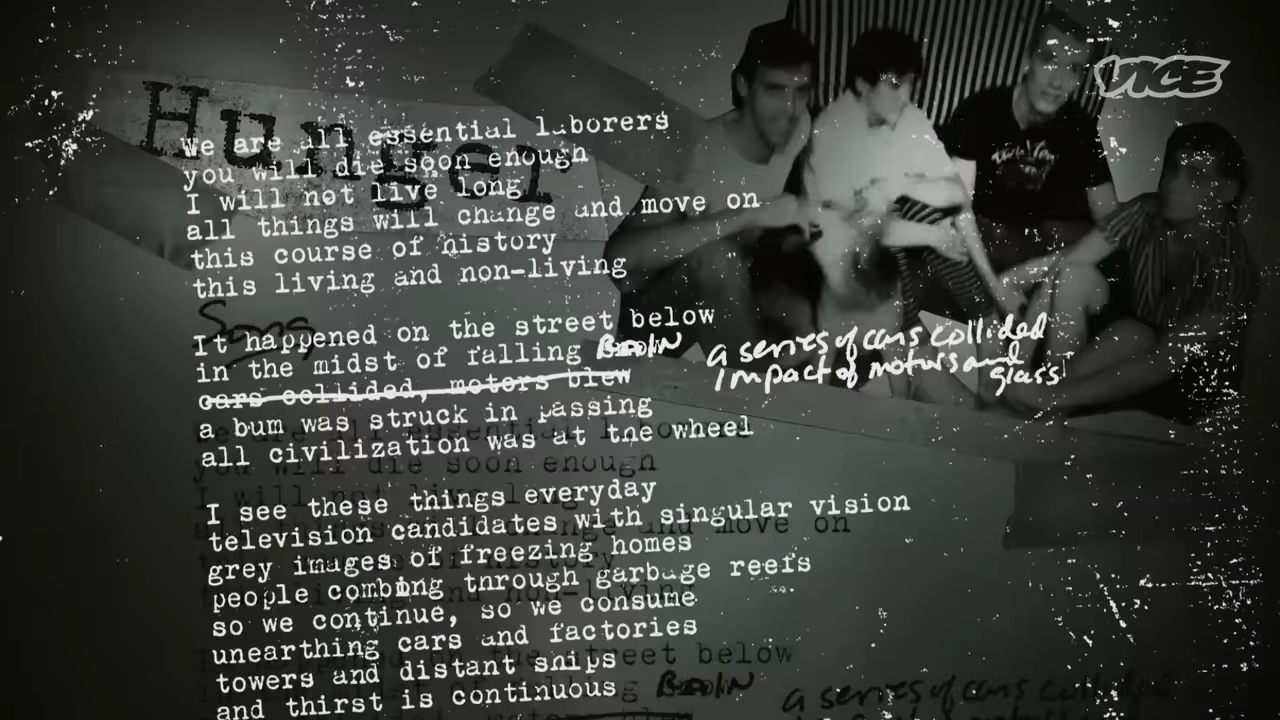 VICE
Hunger
We are all essential laborers
you will die soon enough
I will not live long
all things will change and move on
this course of history
this living and non-living
Song
It happened on the street below
in the midst of falling
a series of cars collided
impact of motors and glass
cars collided, motors blew
a bum was struck in passing
all civilization was at the wheel
I see these things everyday
television candidates with singular vision
grey images of freezing homes
people combing through garbage reefs
so we continue, so we consume
unearthing cars and factories
towers and distant ships
and thirst is continuous